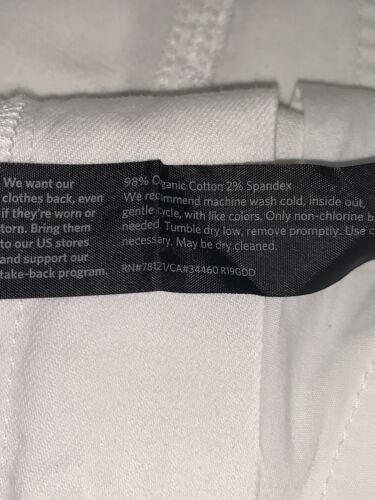 We want our
clothes back, even
if they're worn or
torn. Bring them
to our US stores
and support our
take-back program.
98% Organic Cotton 2% Spandex
We recommend machine wash cold, inside out,
gentle cycle, with like colors. Only non-chlorine b
needed. Tumble dry low, remove promptly. Use c
necessary. May be dry cleaned.
RN#78121/CA#34460 R19GDD